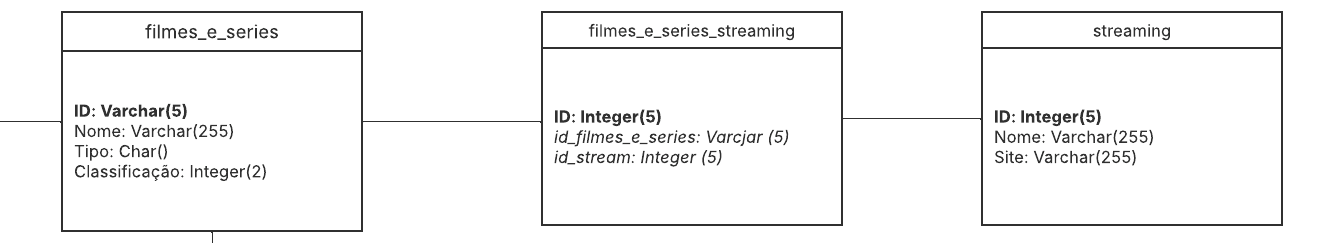 filmes_e_series
ID: Varchar(5)
Nome: Varchar(255)
Tipo: Char()
Classificação: Integer(2)
filmes_e_series_streaming
ID: Integer(5)
id_filmes_e_series: Varcjar (5)
id_stream: Integer (5)
streaming
ID: Integer(5)
Nome: Varchar(255)
Site: Varchar(255)